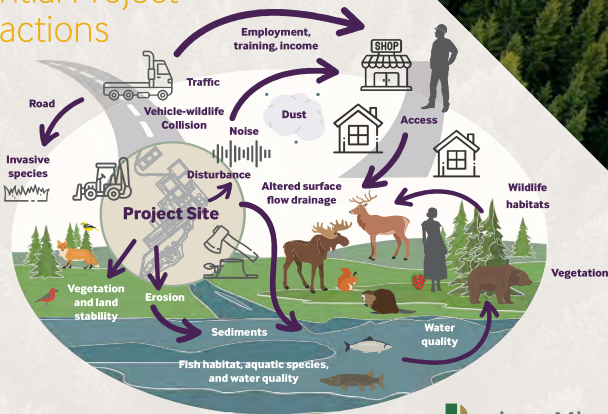 Project
actions
Employment,
training, income
SHOP
Traffic
Road
Vehicle-wildlife
Collision
Dust
Noise
Access
Invasive
species
Disturbance
Altered surface
flow drainage
Wildlife
habitats
Project Site
Vegetation
Vegetation
and land
stability
Erosion
Sediments
Water
quality
Fish habitat, aquatic species,
and water quality